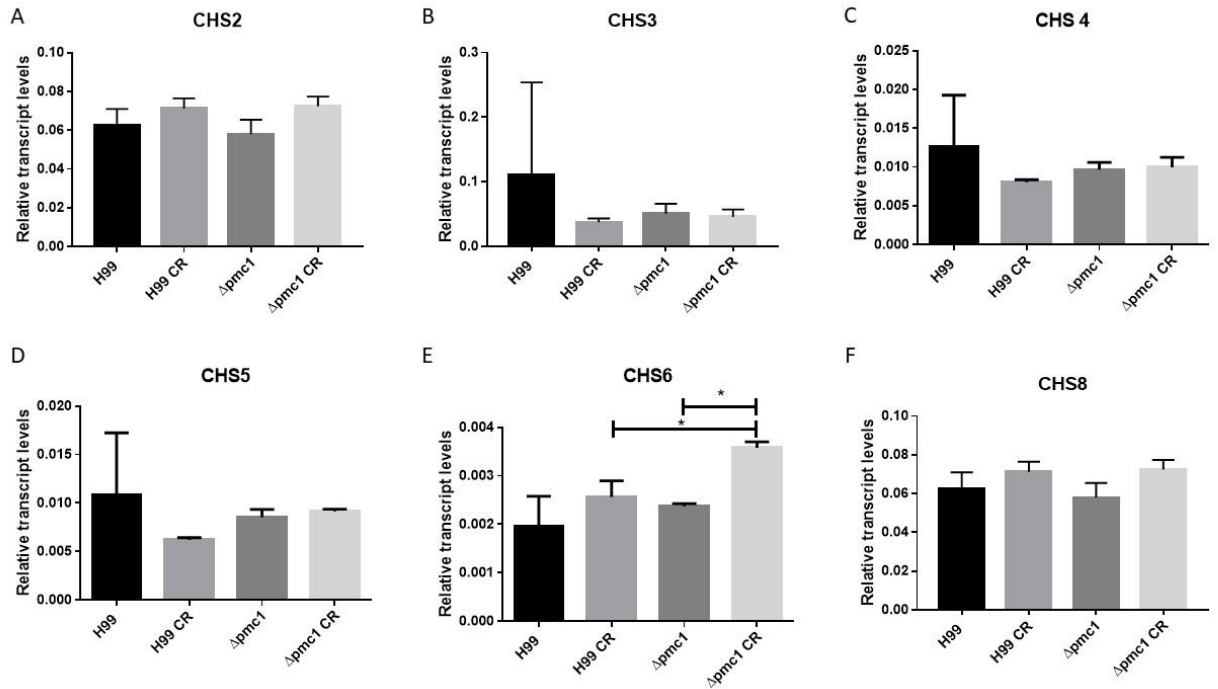 A
CHS2
Relative transcript levels
0.10
0.08
0.06
0.04
0.02
0.00
H99
H99 CR
Δpmc1
Δpmc1 CR
B
CHS3
Relative transcript levels
0.3
0.2
0.1
0.0
H99
H99 CR
Δpmc1
Δpmc1 CR
C
CHS 4
Relative transcript levels
0.025
0.020
0.015
0.010
0.005
0.000
H99
H99 CR
Δpmc1
Δpmc1 CR
D
CHS5
Relative transcript levels
0.020
0.015
0.010
0.005
0.000
H99
H99 CR
Δpmc1
Δpmc1 CR
E
CHS6
*
*
Relative transcript levels
0.004
0.003
0.002
0.001
0.000
H99
H99 CR
Δpmc1
Δpmc1 CR
F
CHS8
Relative transcript levels
0.10
0.08
0.06
0.04
0.02
0.00
H99
H99 CR
Δpmc1
Δpmc1 CR